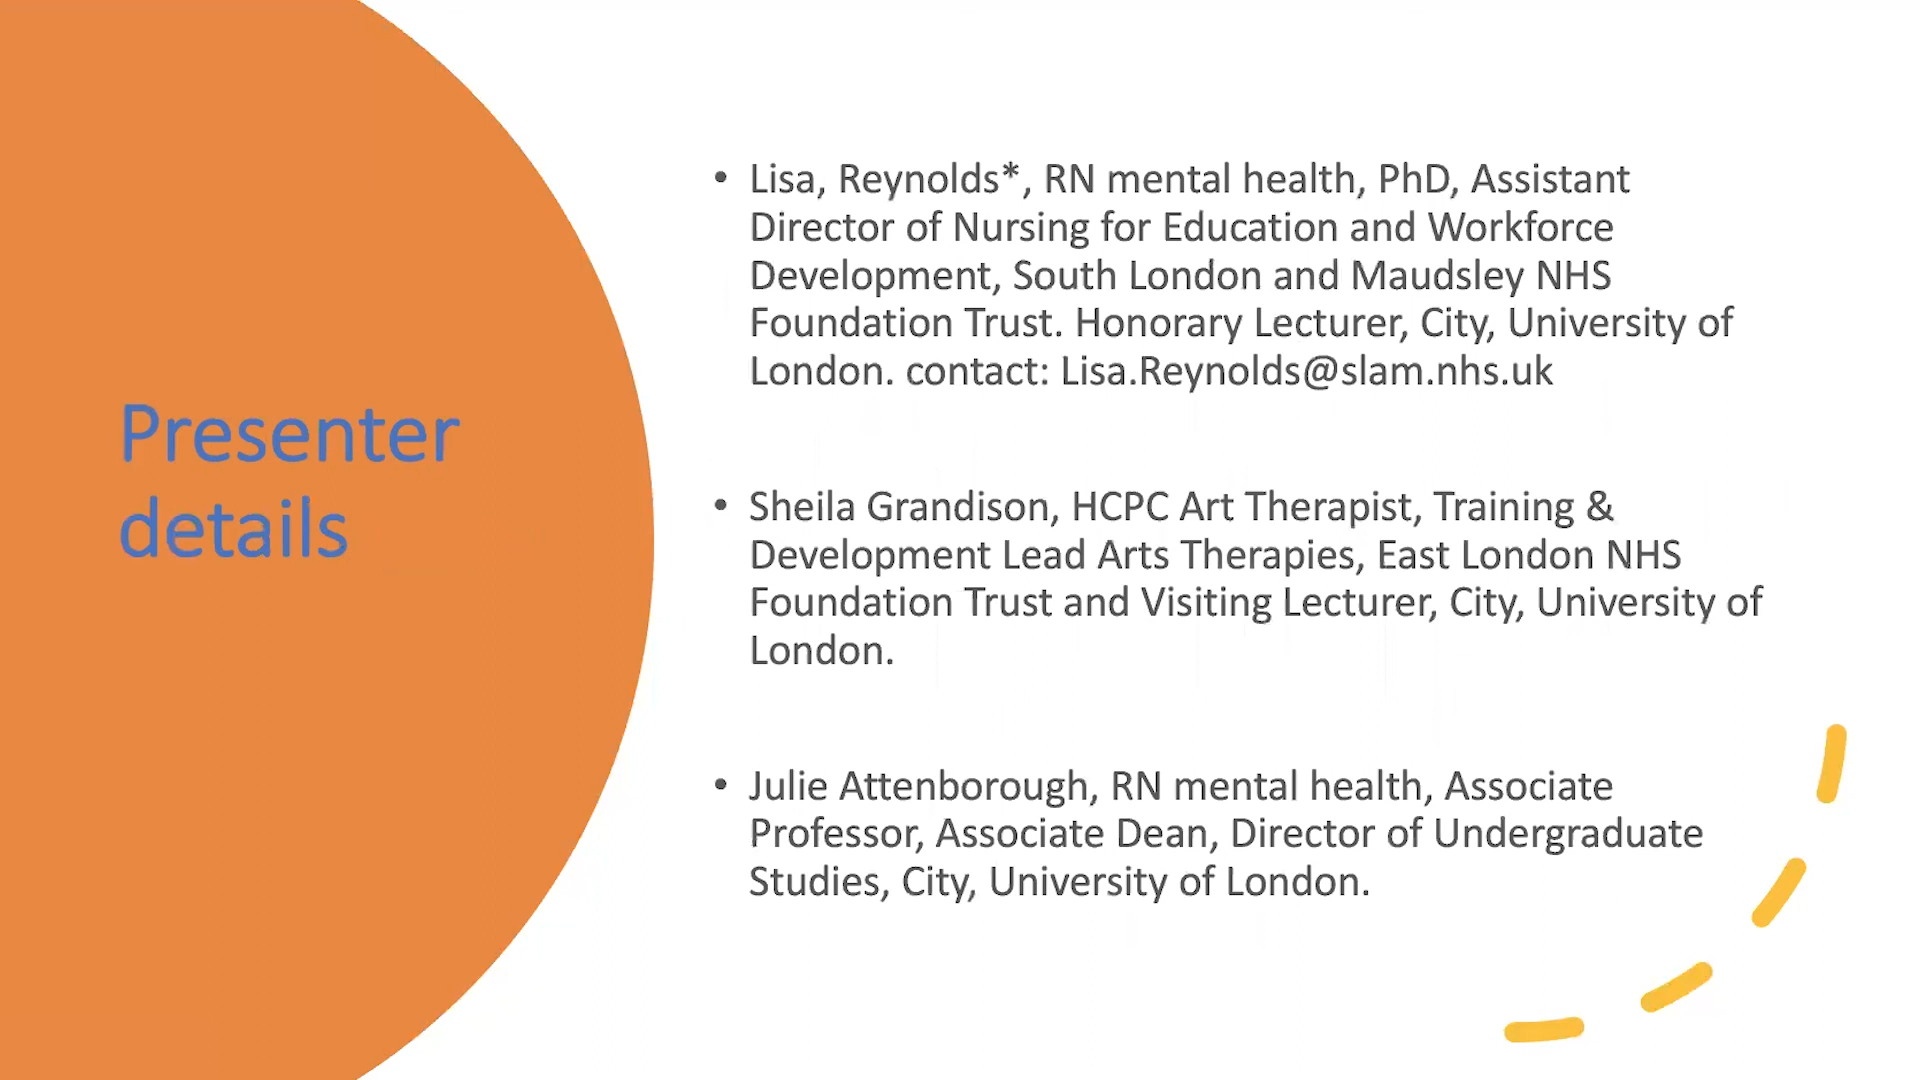 Presenter
details
• Lisa, Reynolds*, RN mental health, PhD, Assistant
Director of Nursing for Education and Workforce
Development, South London and Maudsley NHS
Foundation Trust. Honorary Lecturer, City, University of
London. contact: Lisa.Reynolds@slam.nhs.uk
• Sheila Grandison, HCPC Art Therapist, Training &
Development Lead Arts Therapies, East London NHS
Foundation Trust and Visiting Lecturer, City, University of
London.
• Julie Attenborough, RN mental health, Associate
Professor, Associate Dean, Director of Undergraduate
Studies, City, University of London.